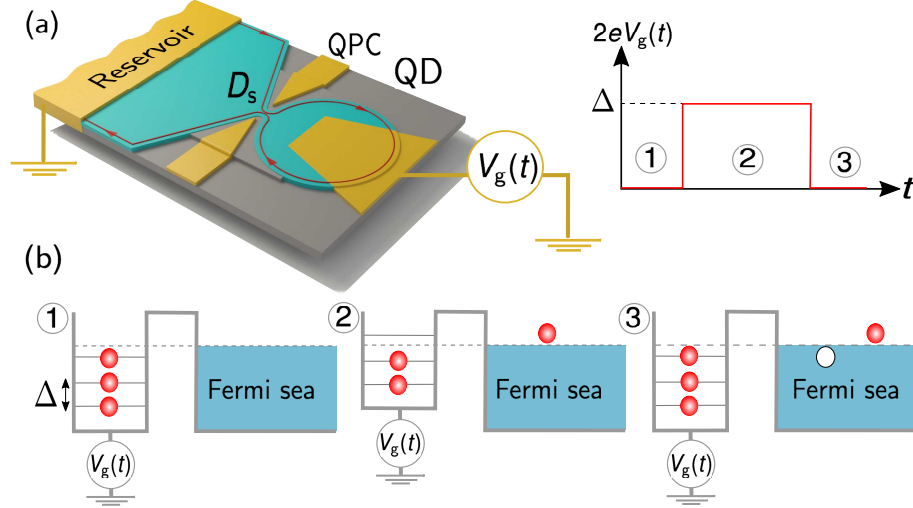 (a)
Reservoir
D_s
QPC
QD
V_g(t)
2eV_g(t)
Δ
①
②
③
t
(b)
①
Δ
Fermi sea
V_g(t)
②
Fermi sea
V_g(t)
③
Fermi sea
V_g(t)